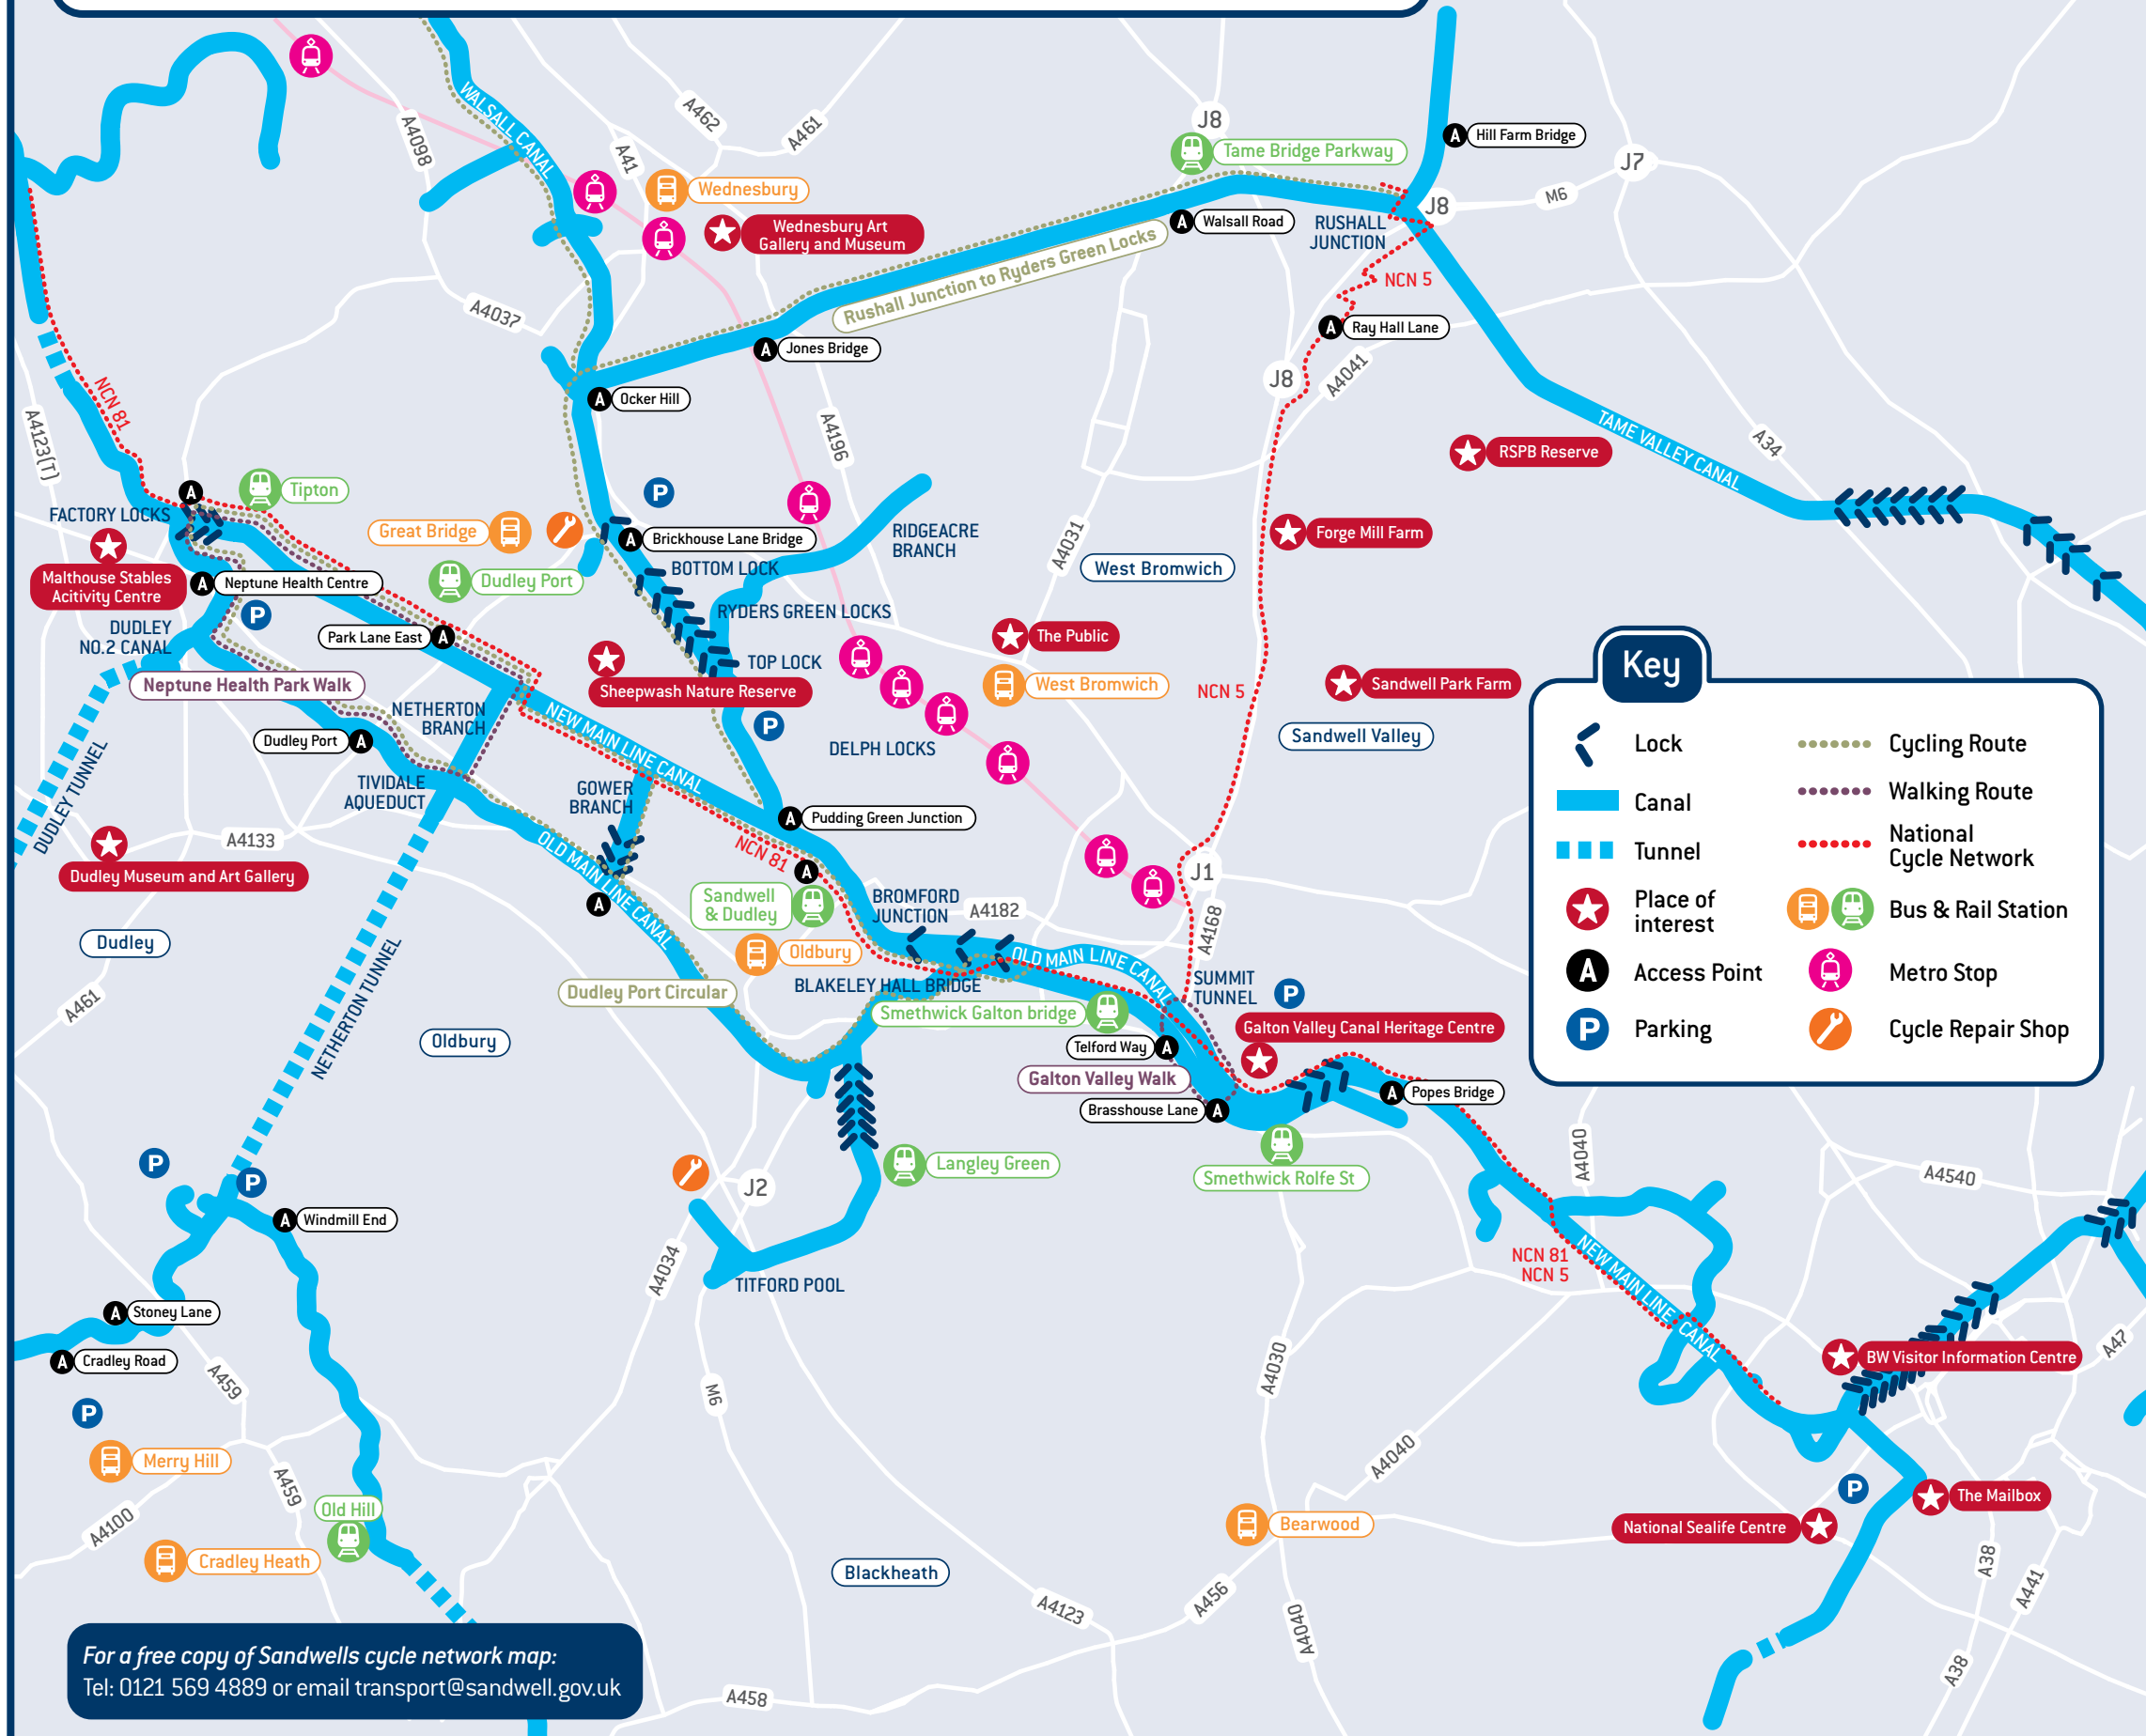 WALSALL CANAL
A4098
A462
A461
A41
J8
Tame Bridge Parkway
Hill Farm Bridge
J7
M6
Wednesbury
Wednesbury Art
Gallery and Museum
Walsall Road
RUSHALL
JUNCTION
J8
Rushall Junction to Ryders Green Locks
NCN 5
A4037
Ray Hall Lane
Jones Bridge
J8
A4041
Ocker Hill
NCN 81
A4123(T)
A4196
TAME VALLEY CANAL
A34
RSPB Reserve
Tipton
FACTORY LOCKS
Great Bridge
Brickhouse Lane Bridge
RIDGEACRE
BRANCH
Forge Mill Farm
A4031
West Bromwich
Malthouse Stables
Acitivity Centre
Neptune Health Centre
Dudley Port
BOTTOM LOCK
RYDERS GREEN LOCKS
DUDLEY
NO.2 CANAL
Park Lane East
The Public
TOP LOCK
Neptune Health Park Walk
Sheepwash Nature Reserve
West Bromwich
NCN 5
Sandwell Park Farm
NETHERTON
BRANCH
NEW MAIN LINE CANAL
Dudley Port
DELPH LOCKS
Sandwell Valley
TIVIDALE
AQUEDUCT
GOWER
BRANCH
DUDLEY TUNNEL
Pudding Green Junction
A4133
OLD MAIN LINE CANAL
NCN 81
Dudley Museum and Art Gallery
J1
Sandwell
& Dudley
BROMFORD
JUNCTION
A4182
A4168
Dudley
Oldbury
OLD MAIN LINE CANAL
NETHERTON TUNNEL
A461
Dudley Port Circular
BLAKELEY HALL BRIDGE
SUMMIT
TUNNEL
Smethwick Galton bridge
Galton Valley Canal Heritage Centre
Oldbury
Telford Way
Galton Valley Walk
Brasshouse Lane
Popes Bridge
Langley Green
Smethwick Rolfe St
A4040
A4540
J2
Windmill End
A4034
TITFORD POOL
NCN 81
NCN 5
NEW MAIN LINE CANAL
Stoney Lane
Cradley Road
A459
M6
A4030
BW Visitor Information Centre
A47
Merry Hill
A4040
A459
A4100
Old Hill
The Mailbox
National Sealife Centre
Bearwood
Cradley Heath
Blackheath
A38
A441
A4123
A456
A4040
A38
A458
Key
Lock
Canal
Tunnel
Place of
interest
A Access Point
P Parking
Cycling Route
Walking Route
National
Cycle Network
Bus & Rail Station
Metro Stop
Cycle Repair Shop
For a free copy of Sandwells cycle network map:
Tel: 0121 569 4889 or email transport@sandwell.gov.uk